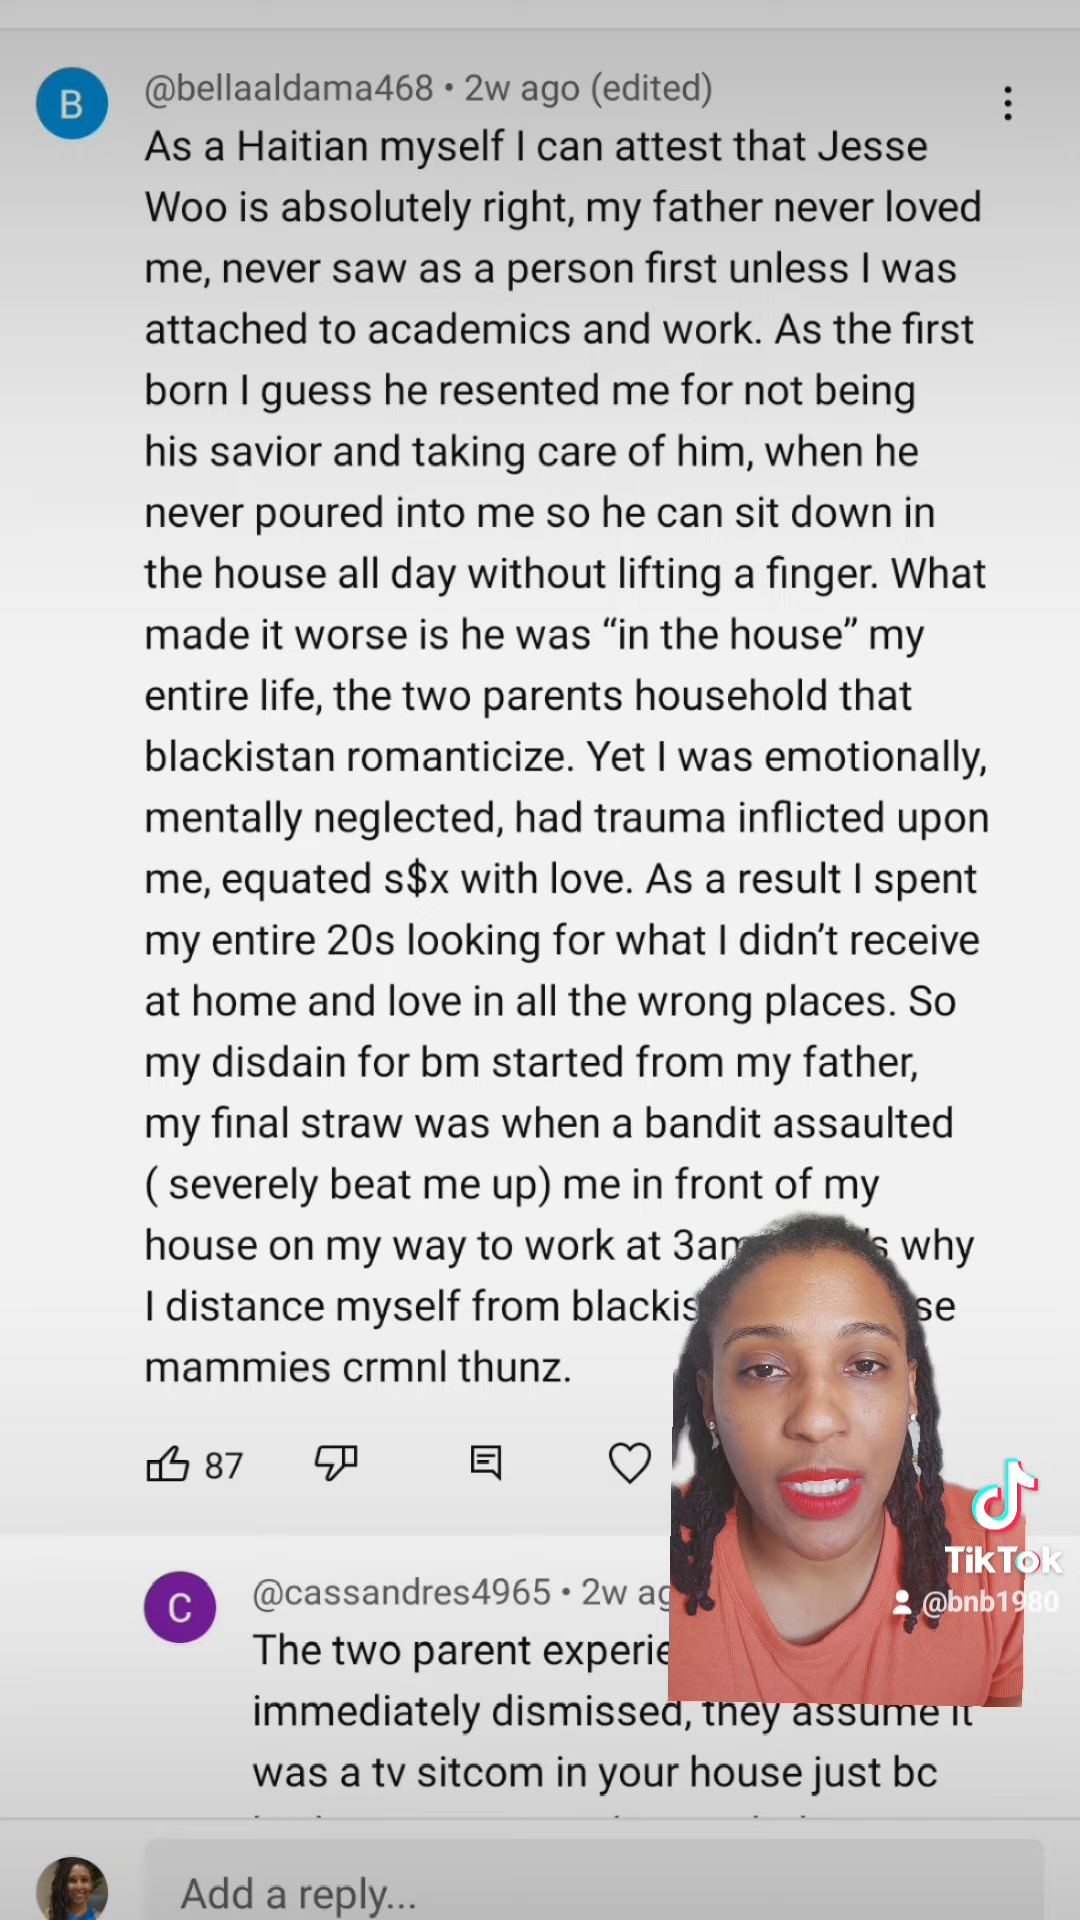 @bellaaldama468 • 2w ago (edited)
B
As a Haitian myself I can attest that Jesse
Woo is absolutely right, my father never loved
me, never saw as a person first unless I was
attached to academics and work. As the first
born I guess he resented me for not being
his savior and taking care of him, when he
never poured into me so he can sit down in
the house all day without lifting a finger. What
made it worse is he was “in the house” my
entire life, the two parents household that
blackistan romanticize. Yet I was emotionally,
mentally neglected, had trauma inflicted upon
me, equated s$x with love. As a result I spent
my entire 20s looking for what I didn’t receive
at home and love in all the wrong places. So
my disdain for bm started from my father,
my final straw was when a bandit assaulted
( severely beat me up) me in front of my
house on my way to work at 3am why
I distance myself from
mammies crmnl thunz.
87
TikTok
@bnb1980
C
@cassandres4965 • 2w
The two parent
immediately dismissed, they assume it
was a tv sitcom in your house just bc
Add a reply...